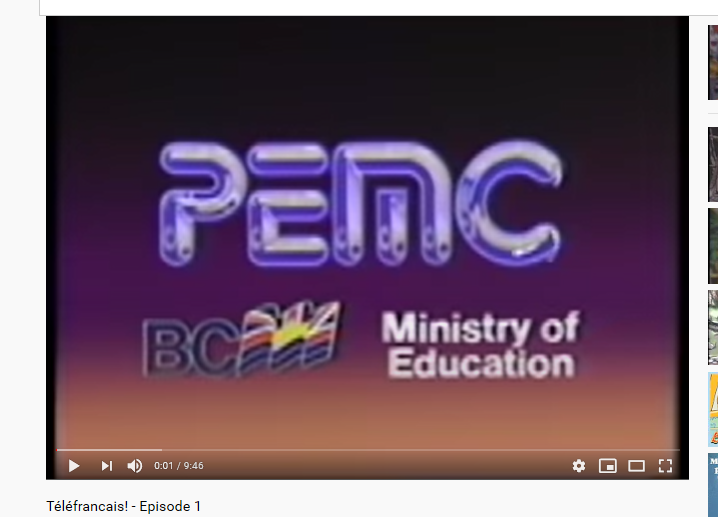 PEMC
BC
Ministry of
Education
0:01 / 9:46
Téléfrancais! - Episode 1